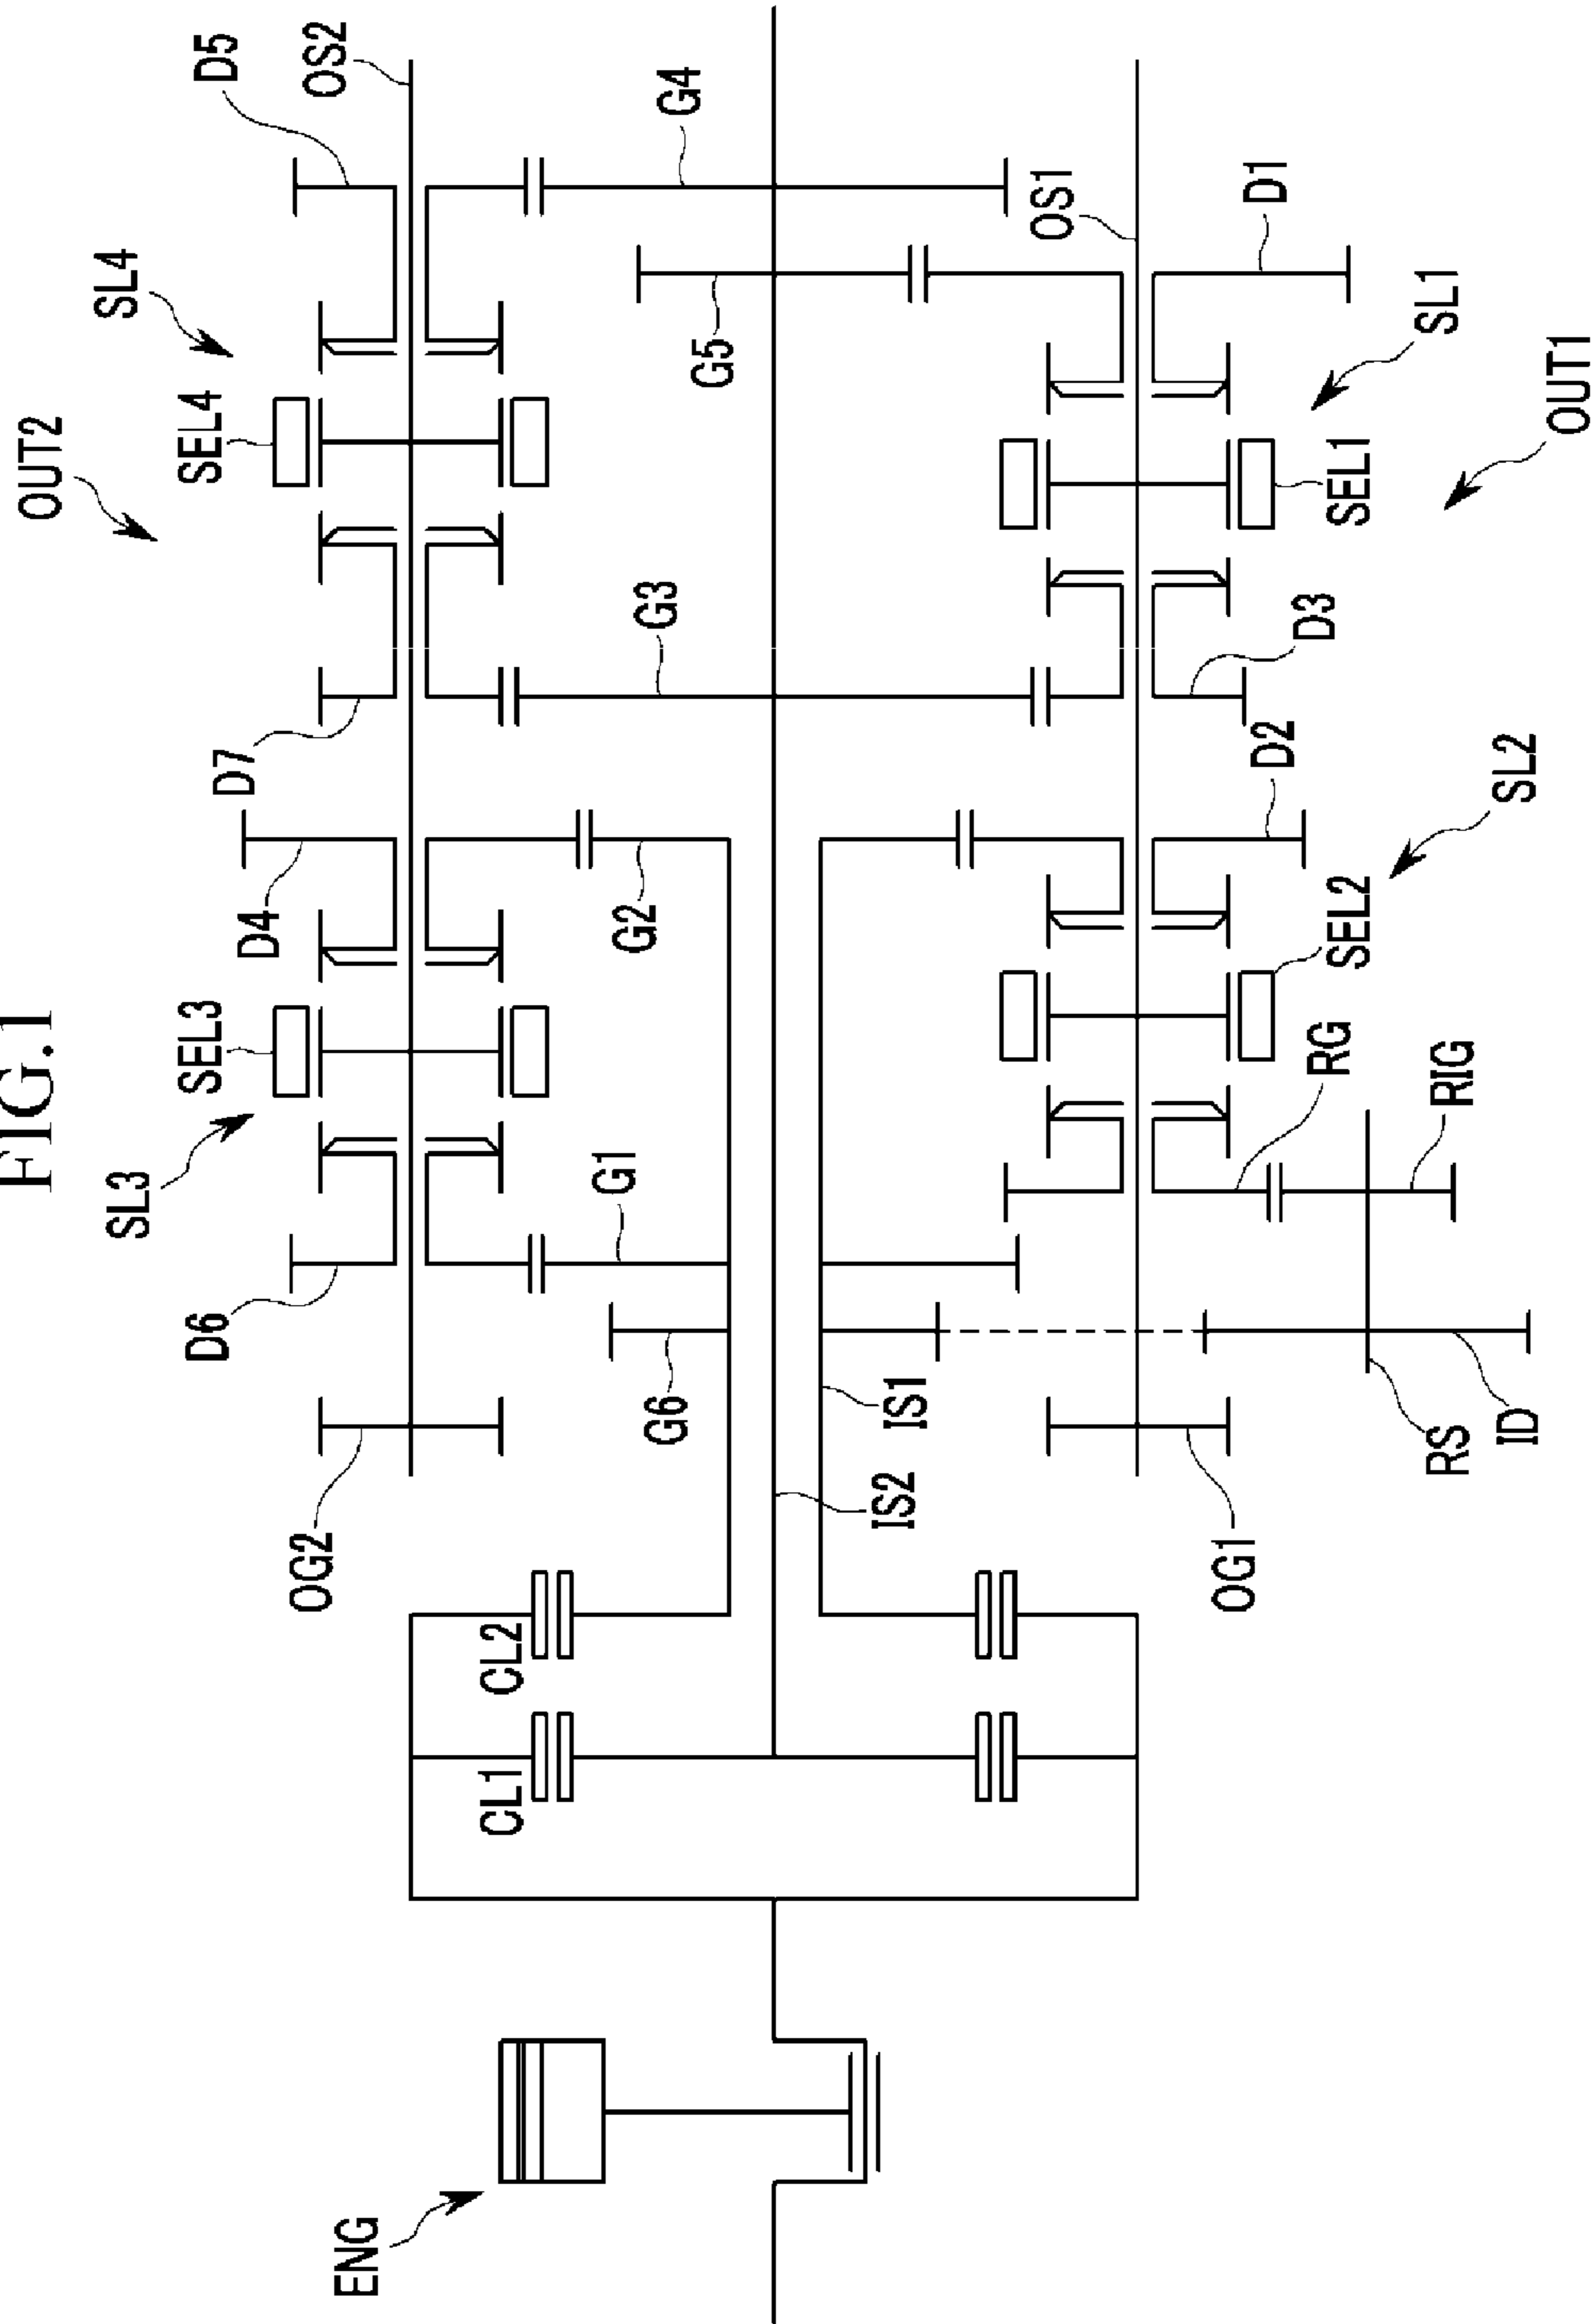 FIG.1
OUT2
SL3
SEL3
SEL4
SL4
D6
D4
D7
D5
OG2
OS2
ENG
CL1
CL2
G6
G1
G2
G3
G5
G4
IS2
IS1
OS1
OG1
RS
ID
RG
RIG
SEL2
D2
D3
SEL1
D1
SL2
SL1
OUT1